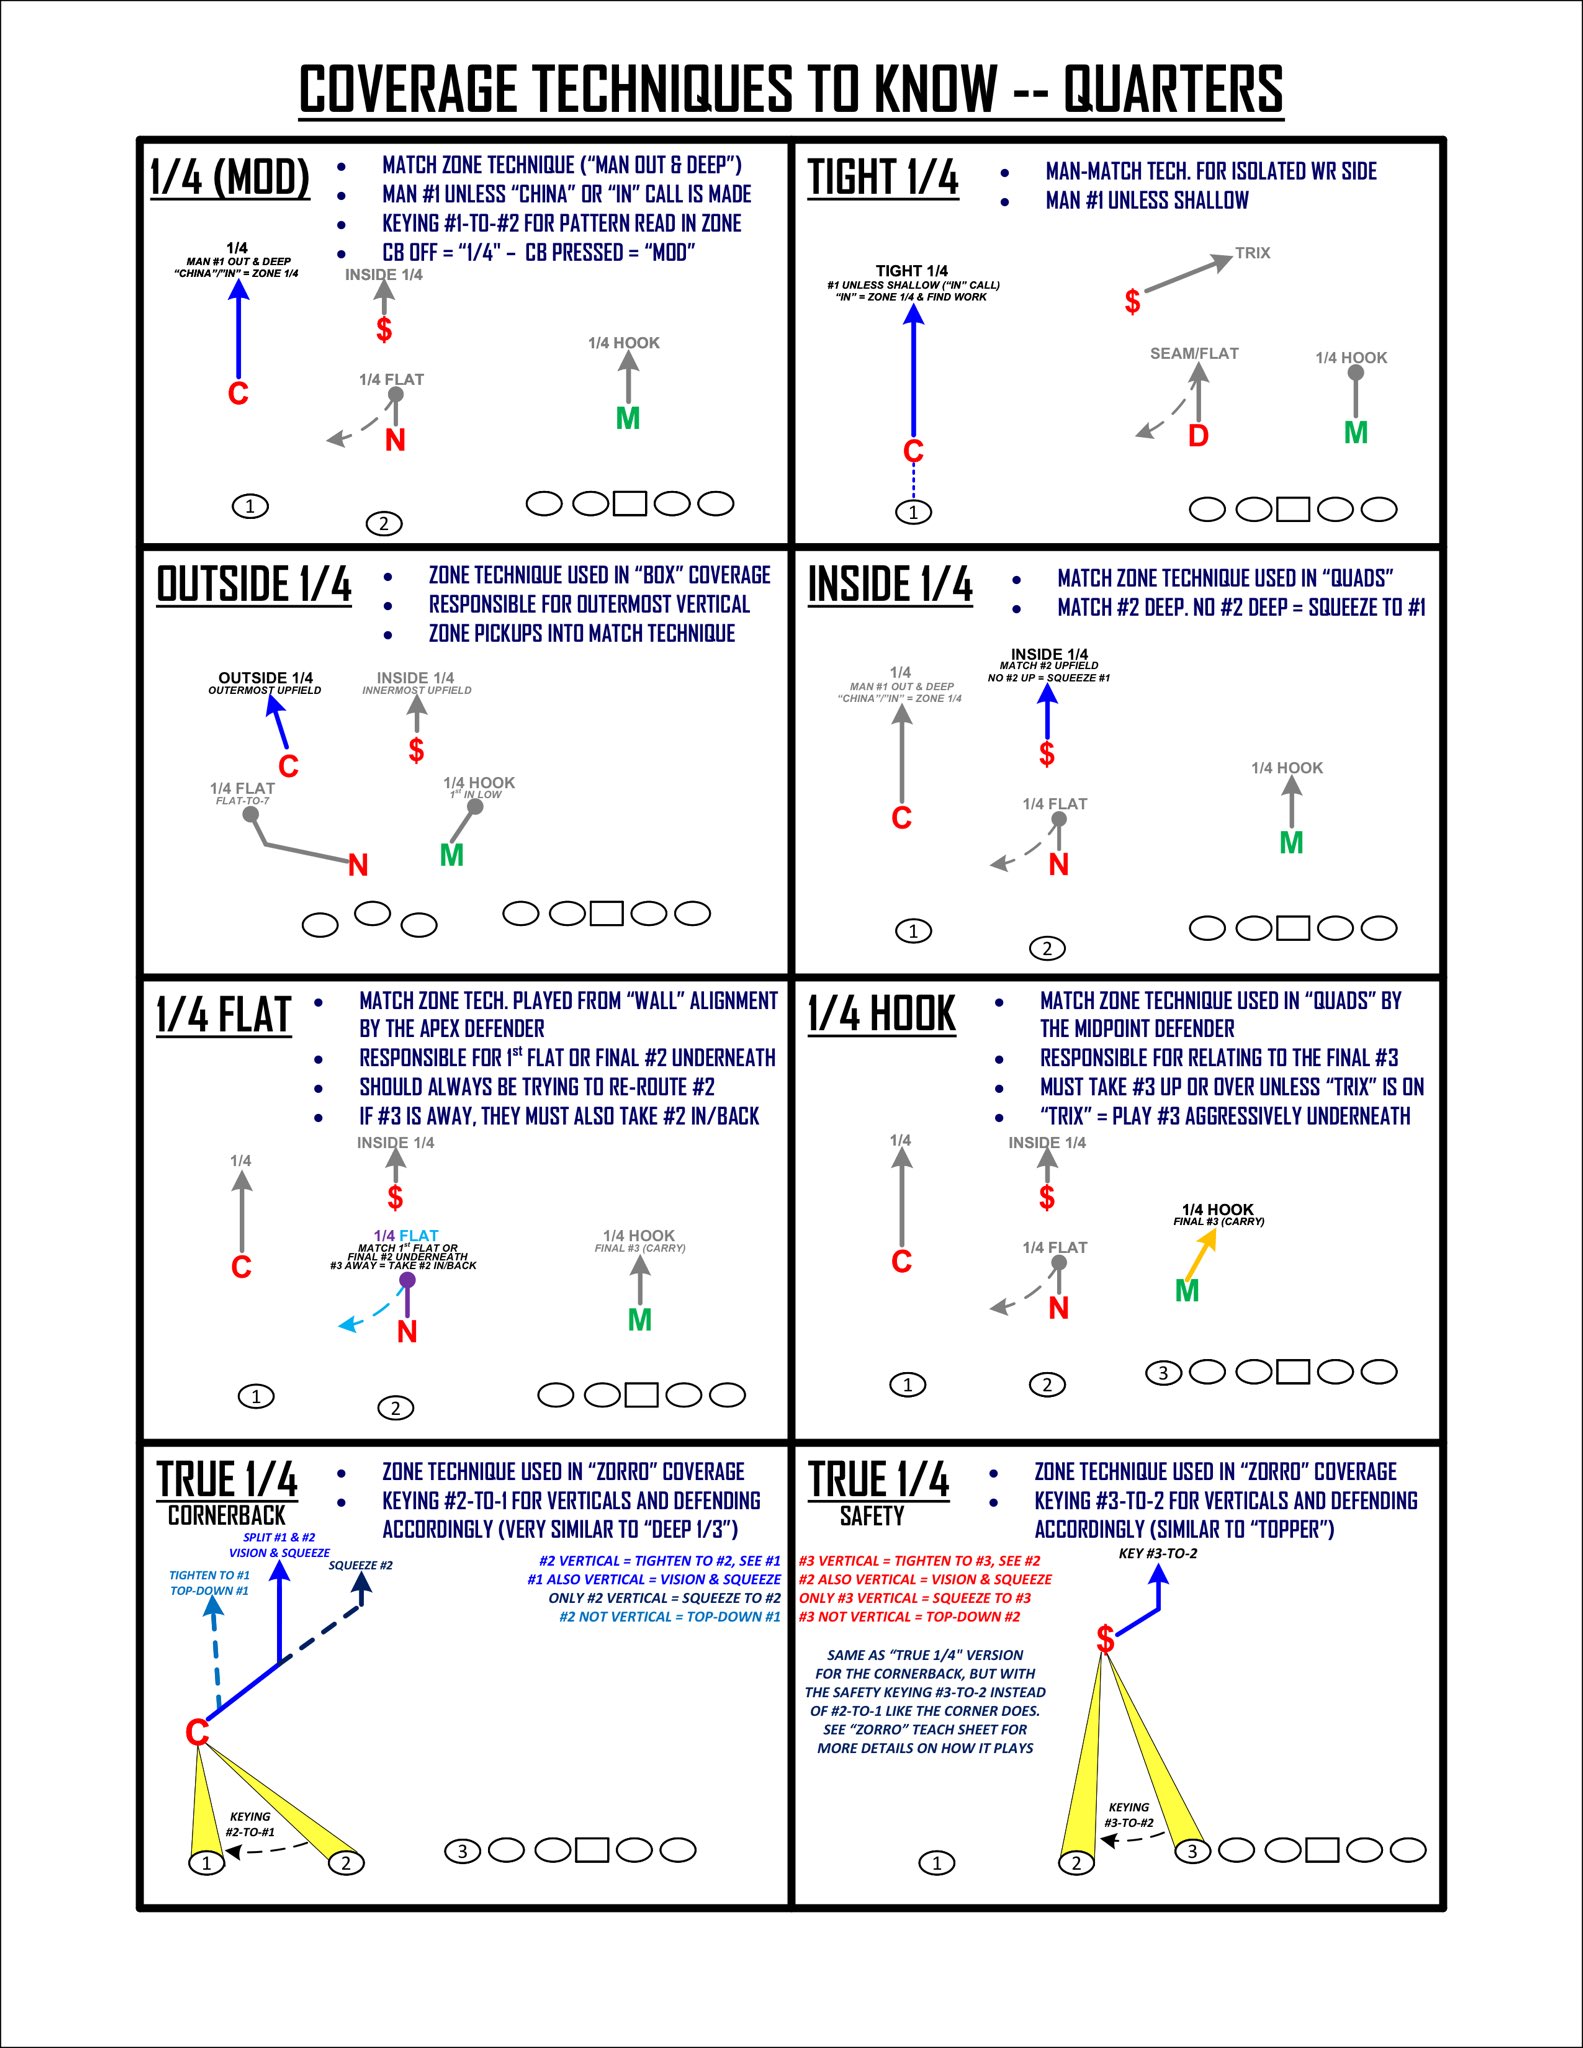 COVERAGE TECHNIQUES TO KNOW -- QUARTERS
1/4 (MOD)
• MATCH ZONE TECHNIQUE (“MAN OUT & DEEP”)
• MAN #1 UNLESS “CHINA” OR “IN” CALL IS MADE
• KEYING #1-TO-#2 FOR PATTERN READ IN ZONE
• CB OFF = “1/4" – CB PRESSED = “MOD”
1/4
MAN #1 OUT & DEEP
“CHINA”/”IN” = ZONE 1/4
INSIDE 1/4
$
1/4 HOOK
1/4 FLAT
C
M
N
1
2
TIGHT 1/4
• MAN-MATCH TECH. FOR ISOLATED WR SIDE
• MAN #1 UNLESS SHALLOW
TRIX
TIGHT 1/4
#1 UNLESS SHALLOW (“IN” CALL)
“IN” = ZONE 1/4 & FIND WORK
$
SEAM/FLAT
1/4 HOOK
C
D
M
1
OUTSIDE 1/4
• ZONE TECHNIQUE USED IN “BOX” COVERAGE
• RESPONSIBLE FOR OUTERMOST VERTICAL
• ZONE PICKUPS INTO MATCH TECHNIQUE
OUTSIDE 1/4
OUTERMOST UPFIELD
INSIDE 1/4
INNERMOST UPFIELD
$
C
1/4 FLAT
FLAT-TO-7
1/4 HOOK
1st IN LOW
N
M
INSIDE 1/4
• MATCH ZONE TECHNIQUE USED IN “QUADS”
• MATCH #2 DEEP. NO #2 DEEP = SQUEEZE TO #1
INSIDE 1/4
MATCH #2 UPFIELD
NO #2 UP = SQUEEZE #1
1/4
MAN #1 OUT & DEEP
“CHINA”/”IN” = ZONE 1/4
$
1/4 HOOK
1/4 FLAT
C
M
N
1
2
1/4 FLAT
• MATCH ZONE TECH. PLAYED FROM “WALL” ALIGNMENT
BY THE APEX DEFENDER
• RESPONSIBLE FOR 1st FLAT OR FINAL #2 UNDERNEATH
• SHOULD ALWAYS BE TRYING TO RE-ROUTE #2
• IF #3 IS AWAY, THEY MUST ALSO TAKE #2 IN/BACK
INSIDE 1/4
1/4
$
1/4 FLAT
MATCH 1st FLAT OR
FINAL #2 UNDERNEATH
#3 AWAY = TAKE #2 IN/BACK
1/4 HOOK
FINAL #3 (CARRY)
C
N
M
1
2
1/4 HOOK
• MATCH ZONE TECHNIQUE USED IN “QUADS” BY
THE MIDPOINT DEFENDER
• RESPONSIBLE FOR RELATING TO THE FINAL #3
• MUST TAKE #3 UP OR OVER UNLESS “TRIX” IS ON
• “TRIX” = PLAY #3 AGGRESSIVELY UNDERNEATH
1/4
INSIDE 1/4
$
1/4 HOOK
FINAL #3 (CARRY)
1/4 FLAT
C
M
N
1
2
3
TRUE 1/4
CORNERBACK
• ZONE TECHNIQUE USED IN “ZORRO” COVERAGE
• KEYING #2-TO-1 FOR VERTICALS AND DEFENDING
ACCORDINGLY (VERY SIMILAR TO “DEEP 1/3”)
SPLIT #1 & #2
VISION & SQUEEZE
SQUEEZE #2
TIGHTEN TO #1
TOP-DOWN #1
#2 VERTICAL = TIGHTEN TO #2, SEE #1
#1 ALSO VERTICAL = VISION & SQUEEZE
ONLY #2 VERTICAL = SQUEEZE TO #2
#2 NOT VERTICAL = TOP-DOWN #1
C
KEYING
#2-TO-#1
1
2
3
TRUE 1/4
SAFETY
• ZONE TECHNIQUE USED IN “ZORRO” COVERAGE
• KEYING #3-TO-2 FOR VERTICALS AND DEFENDING
ACCORDINGLY (SIMILAR TO “TOPPER”)
KEY #3-TO-2
#3 VERTICAL = TIGHTEN TO #3, SEE #2
#2 ALSO VERTICAL = VISION & SQUEEZE
ONLY #3 VERTICAL = SQUEEZE TO #3
#3 NOT VERTICAL = TOP-DOWN #2
$
SAME AS “TRUE 1/4" VERSION
FOR THE CORNERBACK, BUT WITH
THE SAFETY KEYING #3-TO-2 INSTEAD
OF #2-TO-1 LIKE THE CORNER DOES.
SEE “ZORRO” TEACH SHEET FOR
MORE DETAILS ON HOW IT PLAYS
KEYING
#3-TO-#2
1
2
3